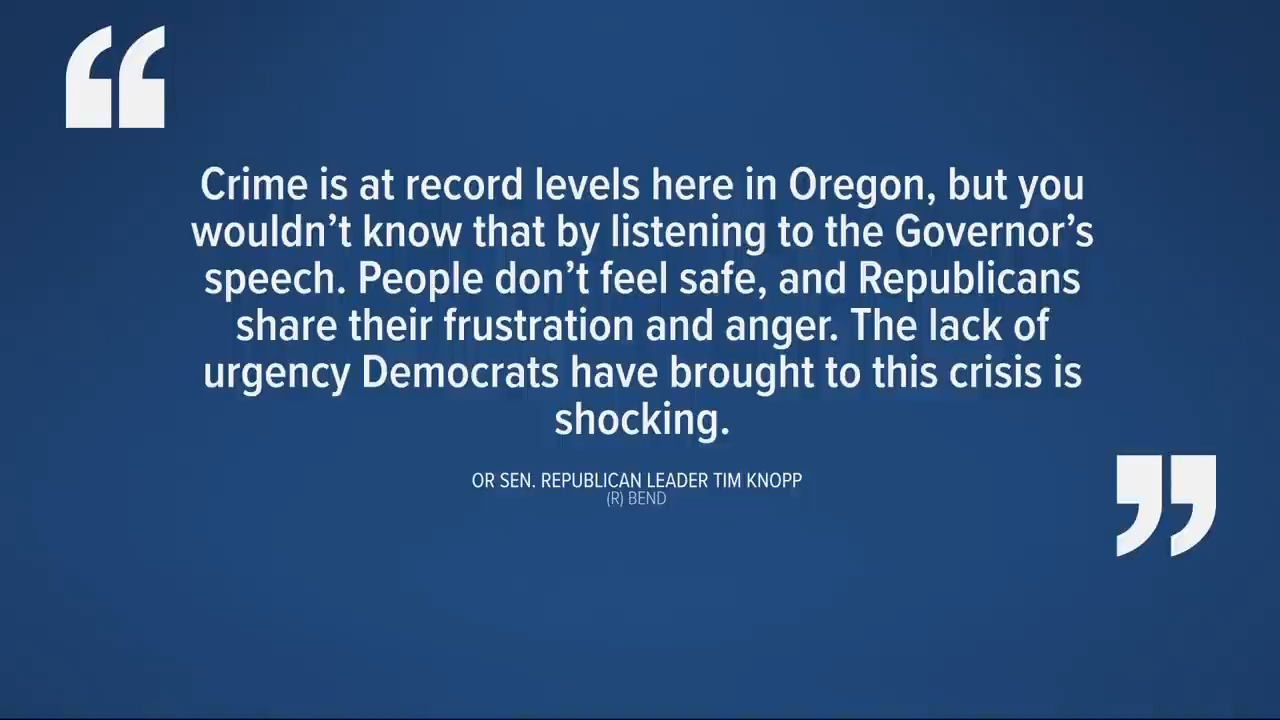 “
Crime is at record levels here in Oregon, but you
wouldn’t know that by listening to the Governor’s
speech. People don’t feel safe, and Republicans
share their frustration and anger. The lack of
urgency Democrats have brought to this crisis is
shocking.
”
OR SEN. REPUBLICAN LEADER TIM KNOPP
(R) BEND